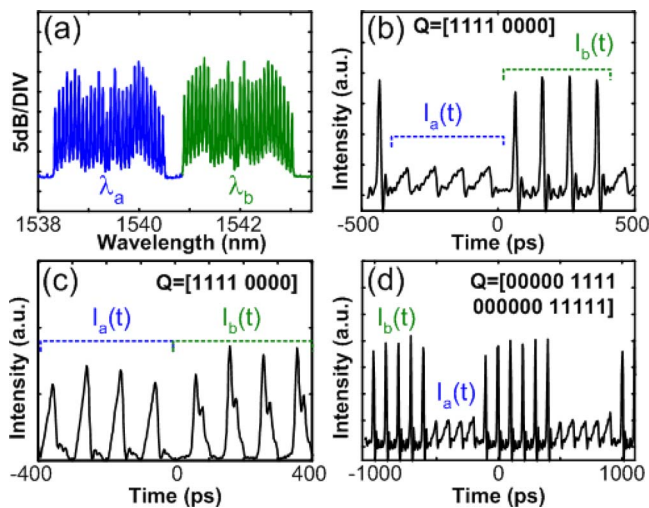 (a)
5dB/DIV
λa
λb
1538
1540
1542
Wavelength (nm)
(b)
Q=[1111 0000]
Ib(t)
Ia(t)
Intensity (a.u.)
-500
0
500
Time (ps)
(c)
Q=[1111 0000]
Ia(t)
Ib(t)
Intensity (a.u.)
-400
-200
0
200
400
Time (ps)
(d)
Q=[00000 1111
000000 11111]
Ib(t)
Ia(t)
Intensity (a.u.)
-1000
0
1000
Time (ps)